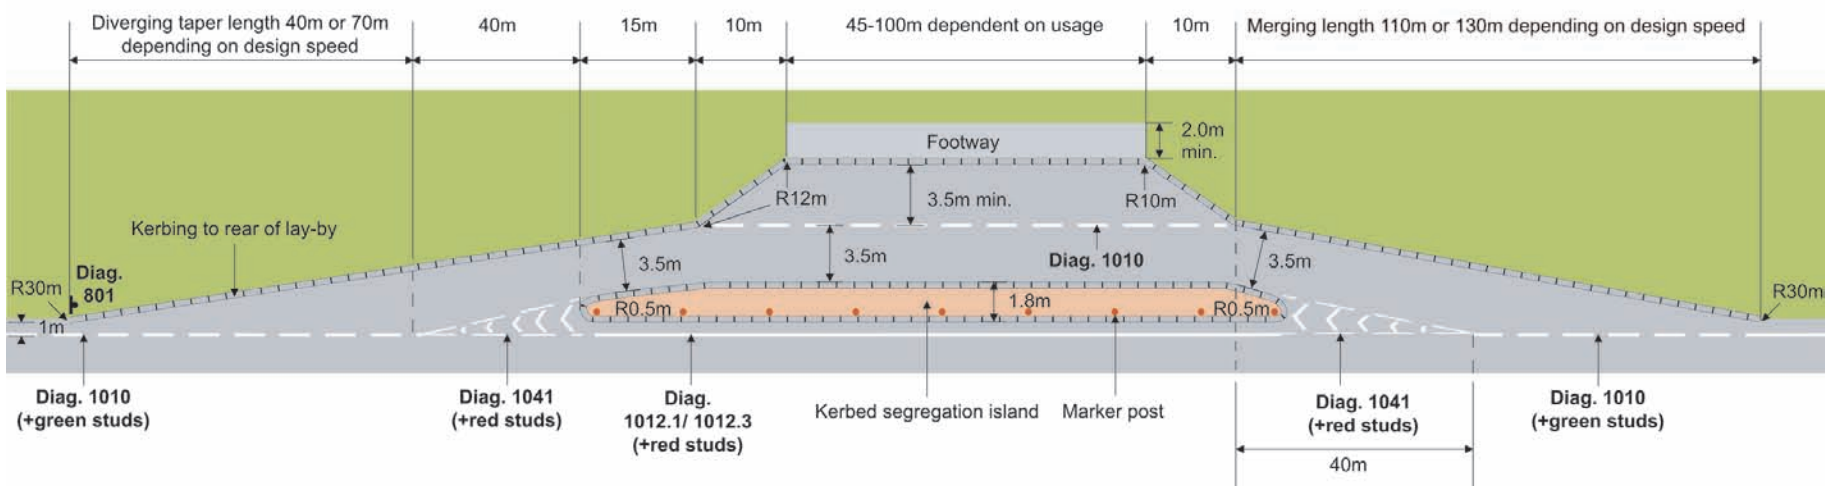 Diverging taper length 40m or 70m
depending on design speed
40m
15m
10m
45-100m dependent on usage
10m
Merging length 110m or 130m depending on design speed
Footway
2.0m
min.
R12m
3.5m min.
R10m
Kerbing to rear of lay-by
Diag.
801
R30m
1m
3.5m
3.5m
Diag. 1010
3.5m
R30m
R0.5m
1.8m
R0.5m
Diag. 1010
(+green studs)
Diag. 1041
(+red studs)
Diag.
1012.1/ 1012.3
(+red studs)
Kerbed segregation island
Marker post
Diag. 1041
(+red studs)
Diag. 1010
(+green studs)
40m